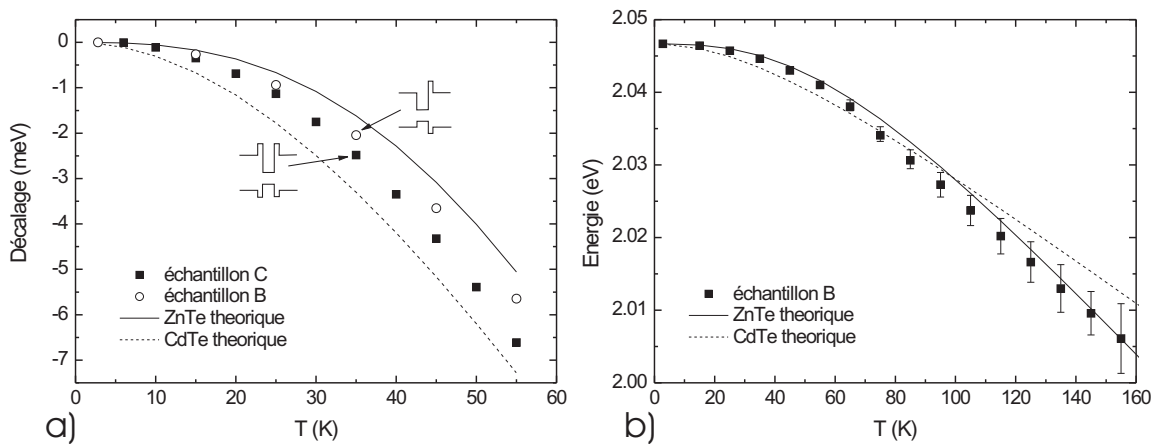 0
-1
-2
-3
-4
-5
-6
-7
Décalage (meV)
échantillon C
échantillon B
ZnTe theorique
CdTe theorique
0 10 20 30 40 50 60
T (K)
a)
2.05
2.04
2.03
2.02
2.01
2.00
Energie (eV)
échantillon B
ZnTe theorique
CdTe theorique
0 20 40 60 80 100 120 140 160
T (K)
b)